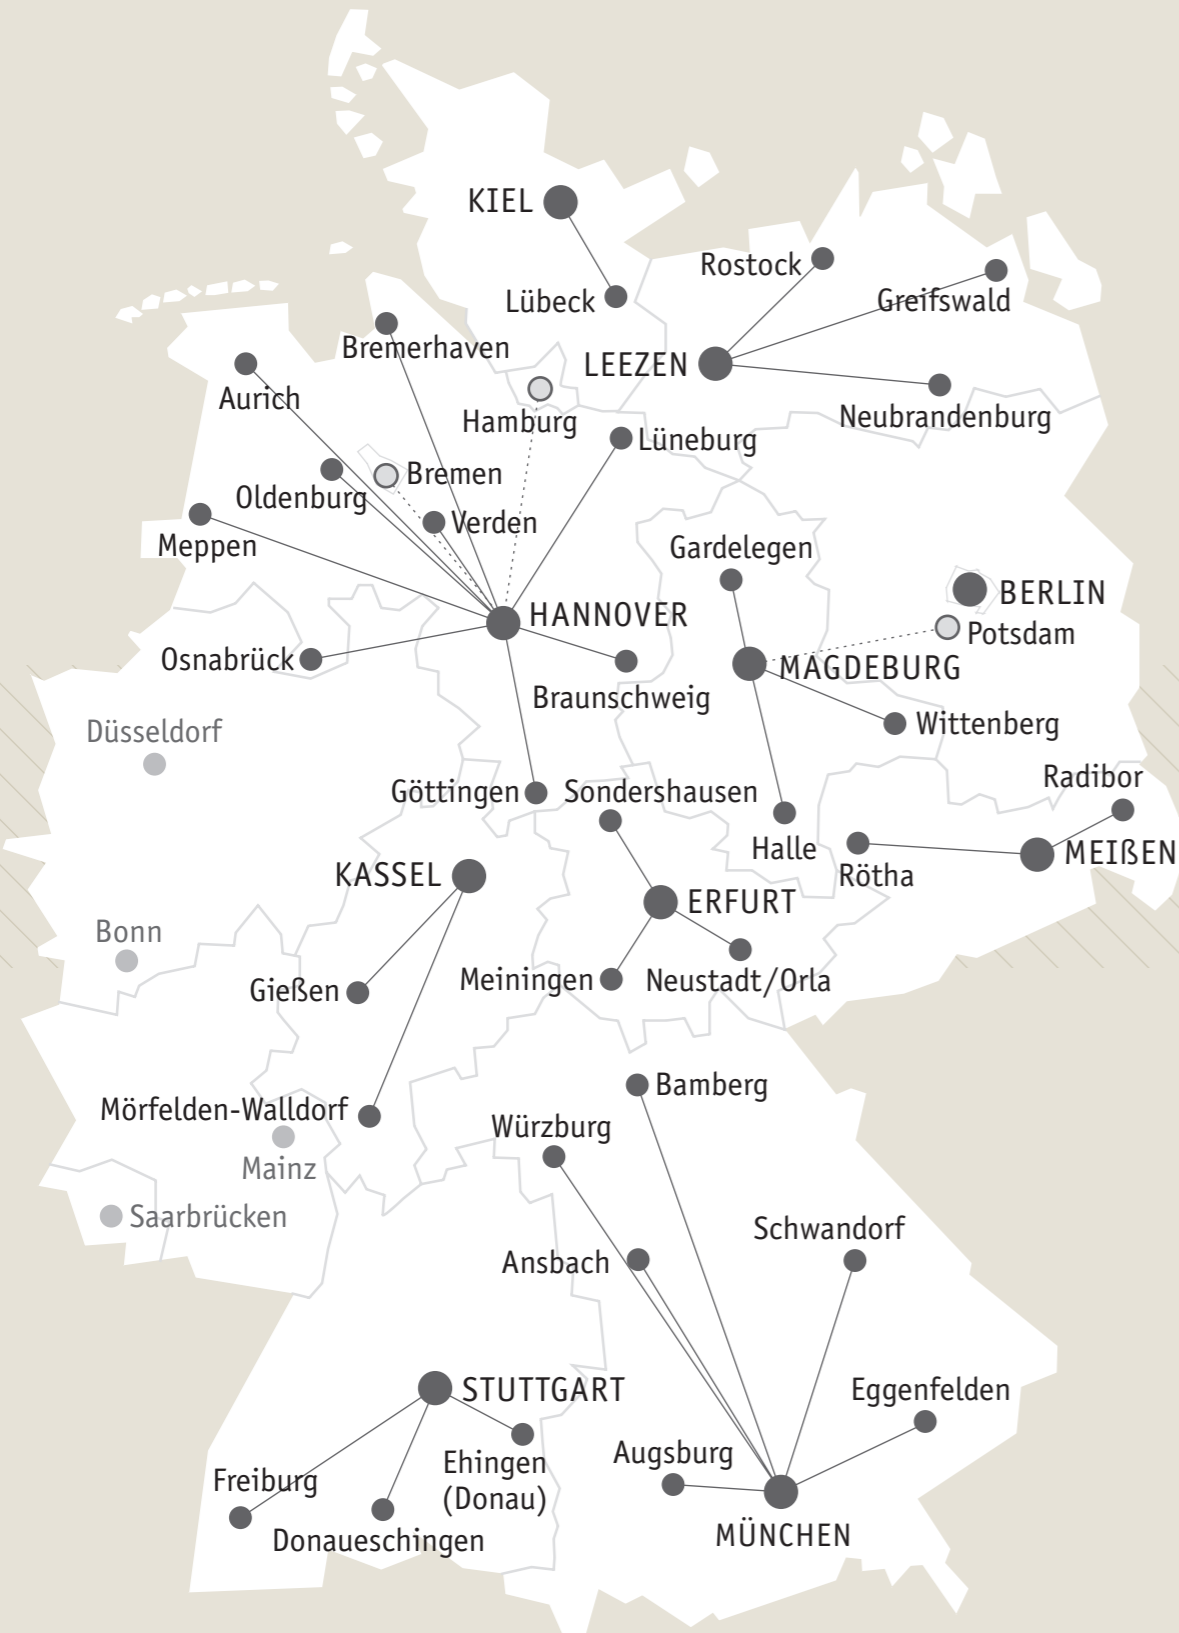 KIEL
Rostock
Lübeck
Greifswald
Bremerhaven
LEEZEN
Aurich
Hamburg
Neubrandenburg
Lüneburg
Bremen
Oldenburg
Verden
Meppen
Gardelegen
BERLIN
HANNOVER
Potsdam
Osnabrück
MAGDEBURG
Braunschweig
Wittenberg
Düsseldorf
Radibor
Göttingen
Sondershausen
Halle
MEIßEN
KASSEL
Rötha
ERFURT
Bonn
Gießen
Meiningen
Neustadt/Orla
Bamberg
Mörfelden-Walldorf
Würzburg
Mainz
Saarbrücken
Schwandorf
Ansbach
STUTTGART
Eggenfelden
Augsburg
Ehingen
(Donau)
Freiburg
Donaueschingen
MÜNCHEN